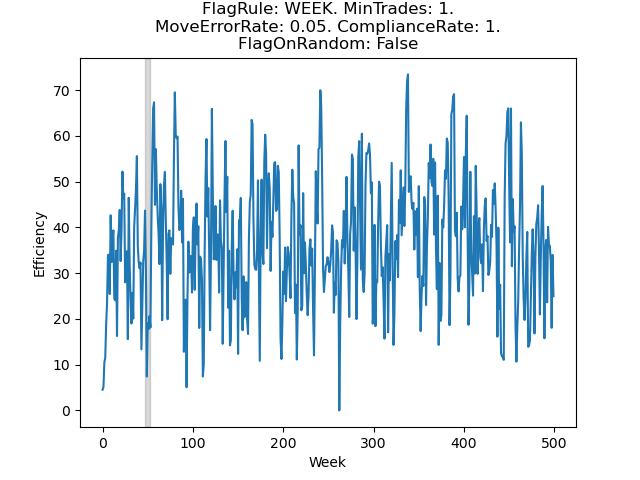 FlagRule: WEEK. MinTrades: 1.
MoveErrorRate: 0.05. ComplianceRate: 1.
FlagOnRandom: False
70
60
50
40
30
20
10
0
Efficiency
0 100 200 300 400 500
Week